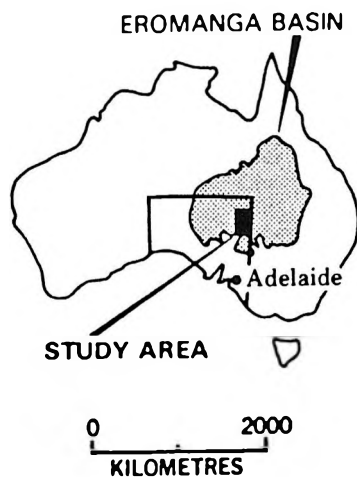 EROMANGA BASIN
Adelaide
STUDY AREA
0 2000
KILOMETRES